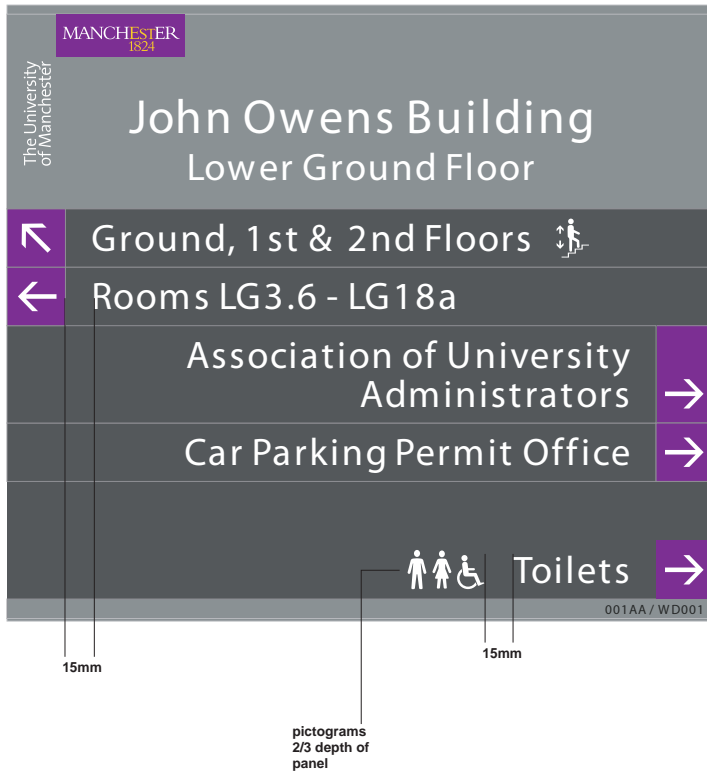 MANCHESTER
1824
The University
of Manchester
John Owens Building
Lower Ground Floor
Ground, 1st & 2nd Floors
Rooms LG3.6 - LG18a
Association of University
Administrators
Car Parking Permit Office
Toilets
001AA / WD001
15mm
15mm
pictograms
2/3 depth of
panel